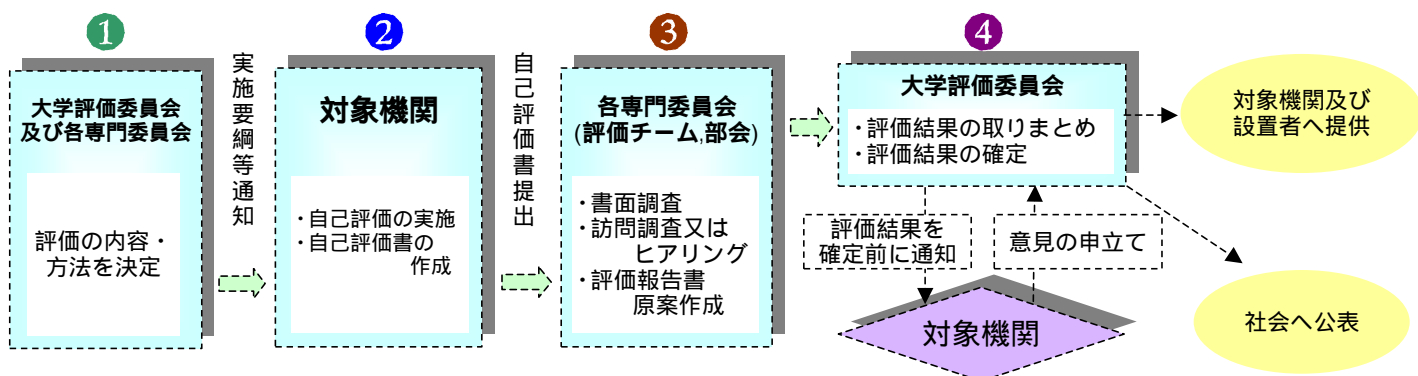 1
大学評価委員会
及び各専門委員会
評価の内容・
方法を決定
実施要綱等通知
2
対象機関
・自己評価の実施
・自己評価書の
作成
自己評価書提出
3
各専門委員会
(評価チーム,部会)
・書面調査
・訪問調査又は
ヒアリング
・評価報告書
原案作成
4
大学評価委員会
・評価結果の取りまとめ
・評価結果の確定
評価結果を
確定前に通知
意見の申立て
対象機関
対象機関及び
設置者へ提供
社会へ公表